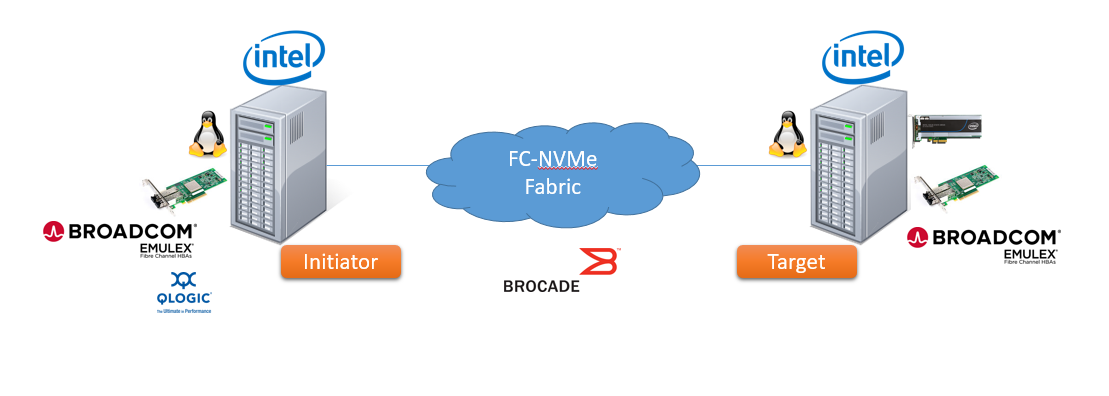 intel
intel
FC-NVMe
Fabric
BROADCOM®
EMULEX®
Fibre Channel HBAs
QLOGIC®
The Ultimate in Performance
Initiator
BROCADE
™
Target
BROADCOM®
EMULEX®
Fibre Channel HBAs